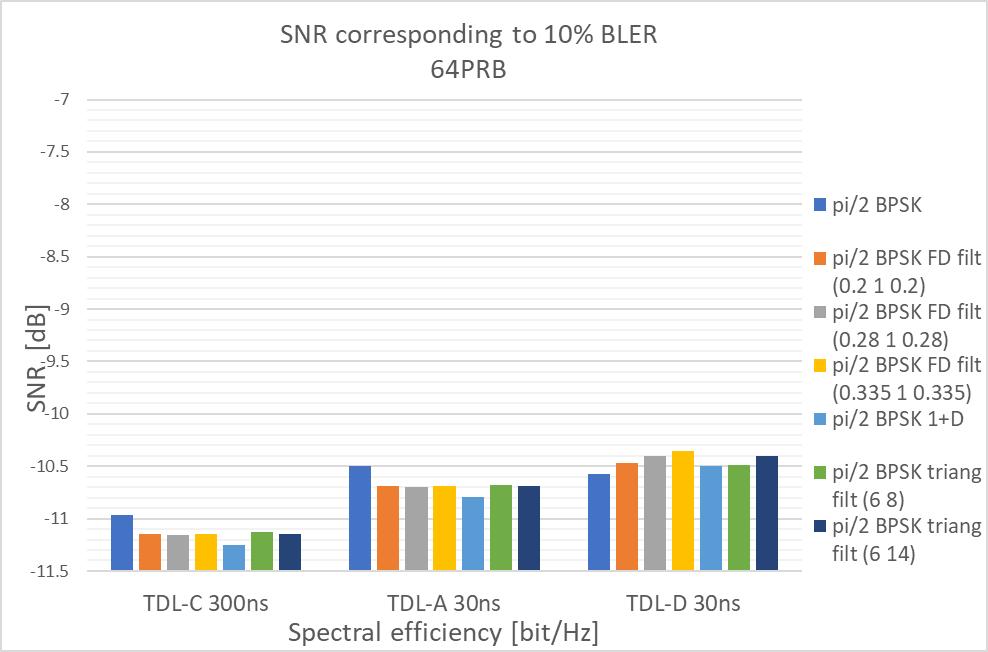 SNR corresponding to 10% BLER
64PRB
-7
-7.5
-8
-8.5
-9
-9.5
-10
-10.5
-11
-11.5
SNR [dB]
TDL-C 300ns
TDL-A 30ns
TDL-D 30ns
Spectral efficiency [bit/Hz]
pi/2 BPSK
pi/2 BPSK FD filt
(0.2 1 0.2)
pi/2 BPSK FD filt
(0.28 1 0.28)
pi/2 BPSK FD filt
(0.335 1 0.335)
pi/2 BPSK 1+D
pi/2 BPSK triang
filt (6 8)
pi/2 BPSK triang
filt (6 14)